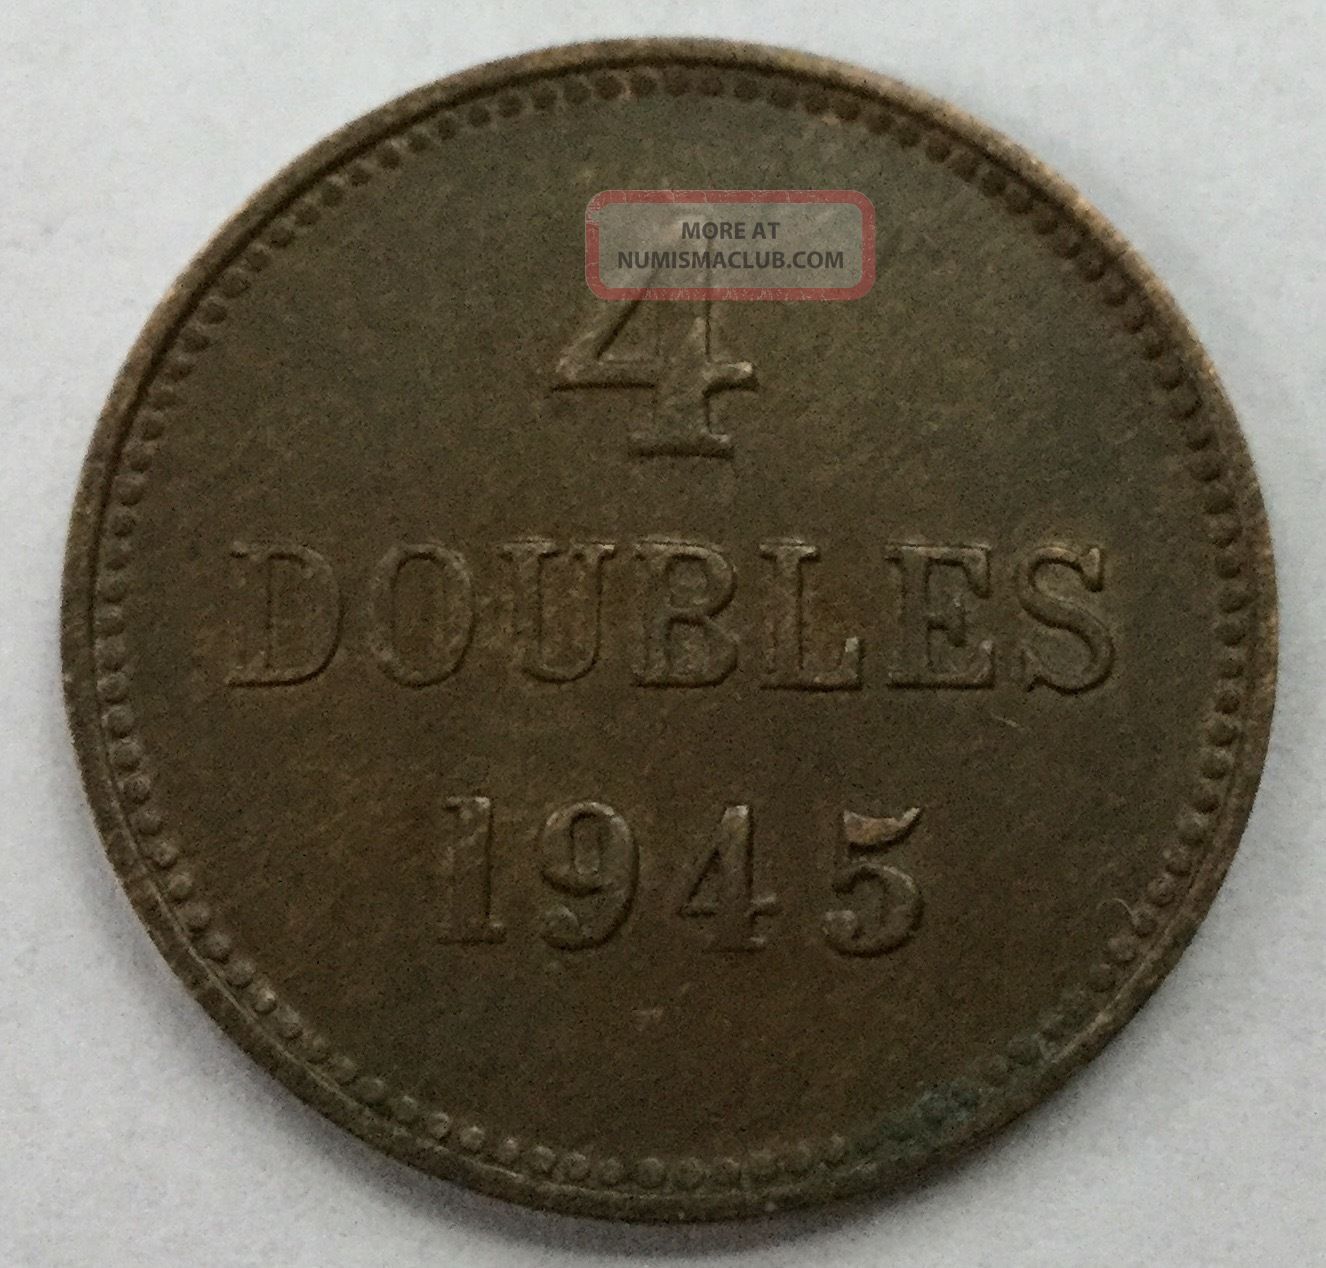 MORE AT
NUMISMACLUB.COM
4
DOUBLES
1945